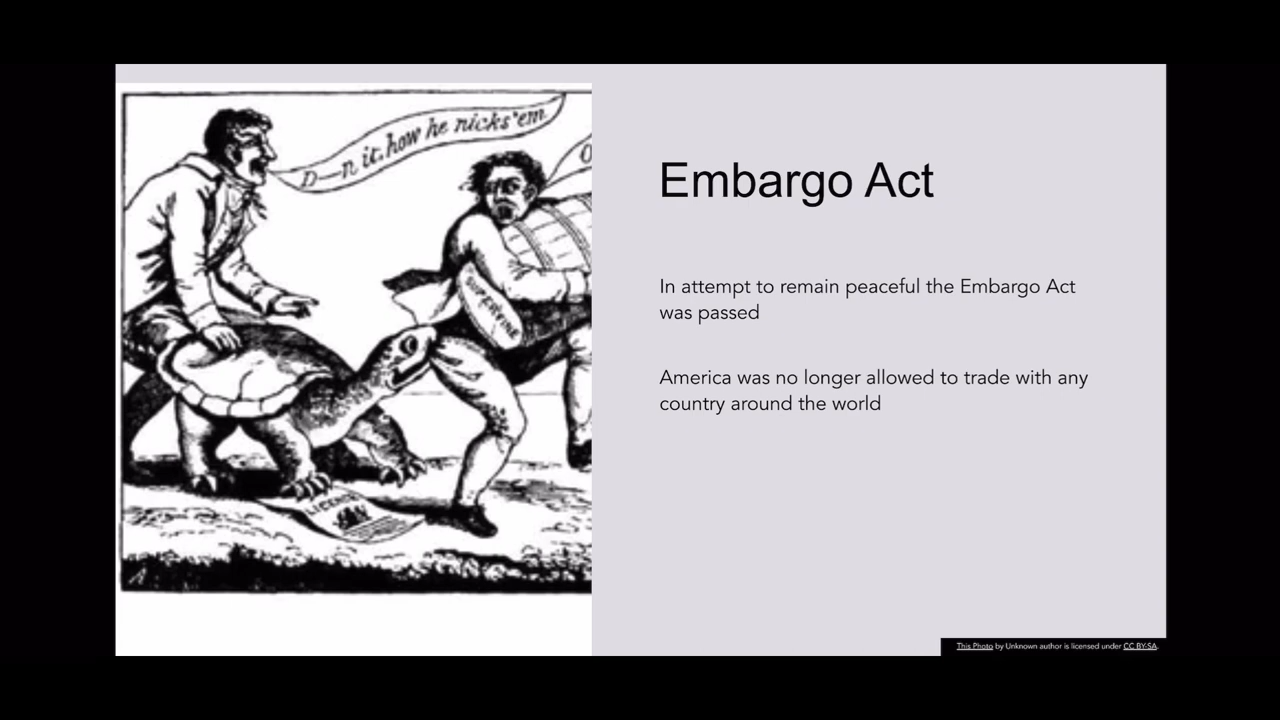 D—n it, how he nicks 'em
O
SUPERFINE
LICENSE
Embargo Act
In attempt to remain peaceful the Embargo Act
was passed
America was no longer allowed to trade with any
country around the world
This Photo by Unknown author is licensed under CC BY-SA.